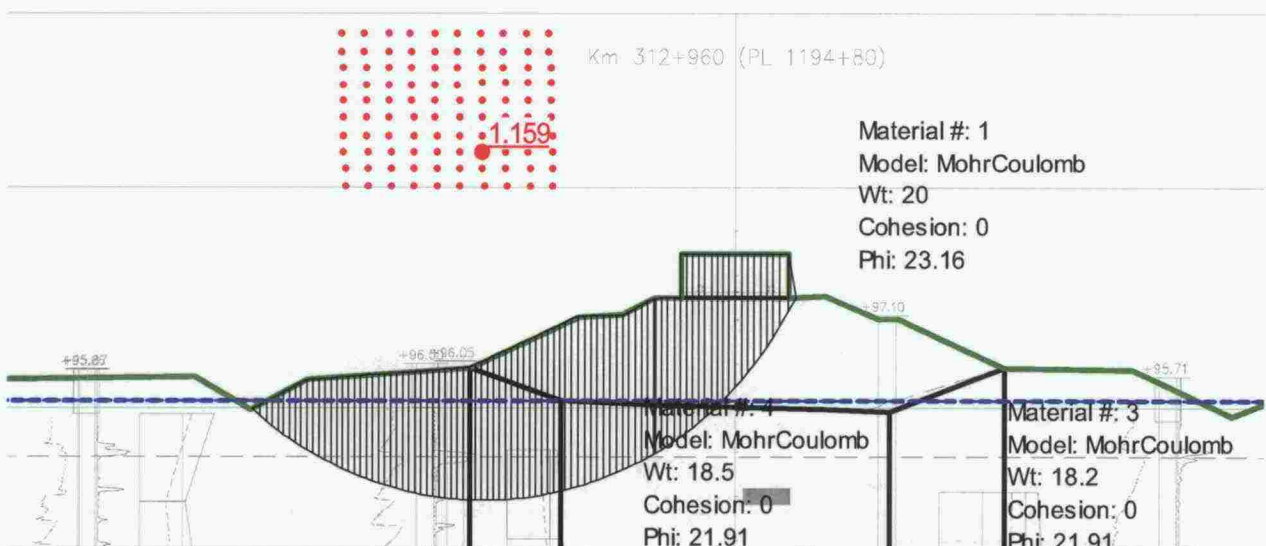 Km 312+960 (PL 1194+80)
1.159
Material #: 1
Model: MohrCoulomb
Wt: 20
Cohesion: 0
Phi: 23.16
+97.10
+96.05
+95.71
Material #: 4
Model: MohrCoulomb
Wt: 18.5
Cohesion: 0
Phi: 21.91
Material #: 3
Model: MohrCoulomb
Wt: 18.2
Cohesion: 0
Phi: 21.91